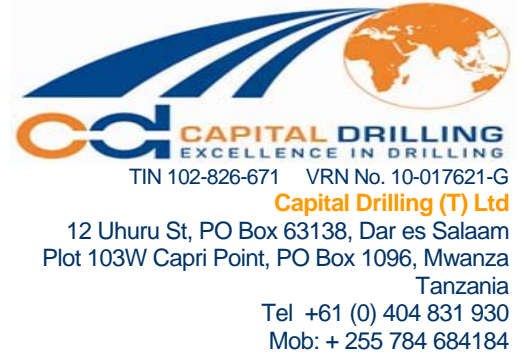 cd CAPITAL DRILLING
EXCELLENCE IN DRILLING
TIN 102-826-671 VRN No. 10-017621-G
Capital Drilling (T) Ltd
12 Uhuru St, PO Box 63138, Dar es Salaam
Plot 103W Capri Point, PO Box 1096, Mwanza
Tanzania
Tel +61 (0) 404 831 930
Mob: + 255 784 684184